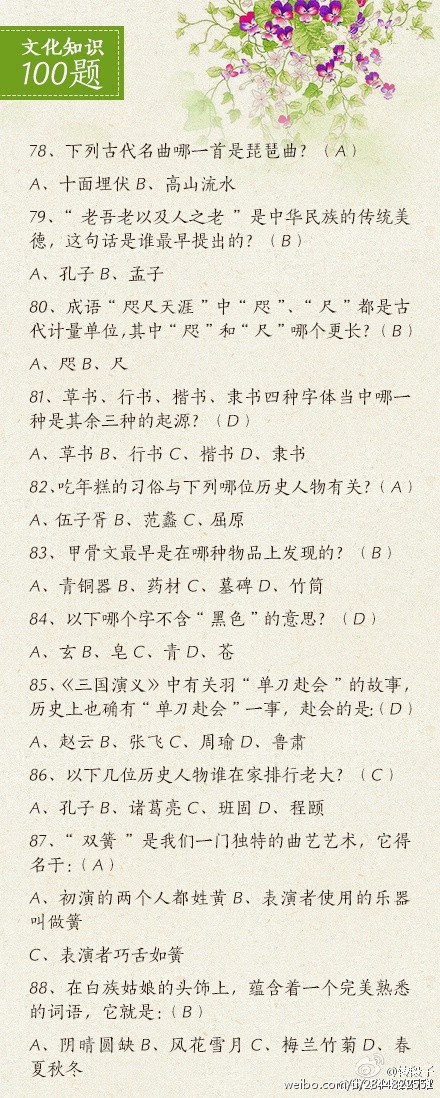 文化知识
100题
78、下列古代名曲哪一首是琵琶曲?(A)
A、十面埋伏 B、高山流水
79、“老吾老以及人之老”是中华民族的传统美
德，这句话是谁最早提出的?(B)
A、孔子 B、孟子
80、成语“咫尺天涯”中“咫”、“尺”都是古
代计量单位,其中“咫”和“尺”哪个更长?(B)
A、咫 B、尺
81、草书、行书、楷书、隶书四种字体当中哪一
种是其余三种的起源?(D)
A、草书 B、行书 C、楷书 D、隶书
82、吃年糕的习俗与下列哪位历史人物有关?(A)
A、伍子胥 B、范蠡 C、屈原
83、甲骨文最早是在哪种物品上发现的?(B)
A、青铜器 B、药材 C、墓碑 D、竹简
84、以下哪个字不含“黑色”的意思?(D)
A、玄 B、皂 C、青 D、苍
85、《三国演义》中有关羽“单刀赴会”的故事，
历史上也确有“单刀赴会”一事，赴会的是:(D)
A、赵云 B、张飞 C、周瑜 D、鲁肃
86、以下几位历史人物谁在家排行老大?(C)
A、孔子 B、诸葛亮 C、班固 D、程颐
87、“双簧”是我们一门独特的曲艺艺术，它得
名于:(A)
A、初演的两个人都姓黄 B、表演者使用的乐器
叫做簧
C、表演者巧舌如簧
88、在白族姑娘的头饰上，蕴含着一个完美熟悉
的词语，它就是:(B)
A、阴晴圆缺 B、风花雪月 C、梅兰竹菊 D、春
夏秋冬